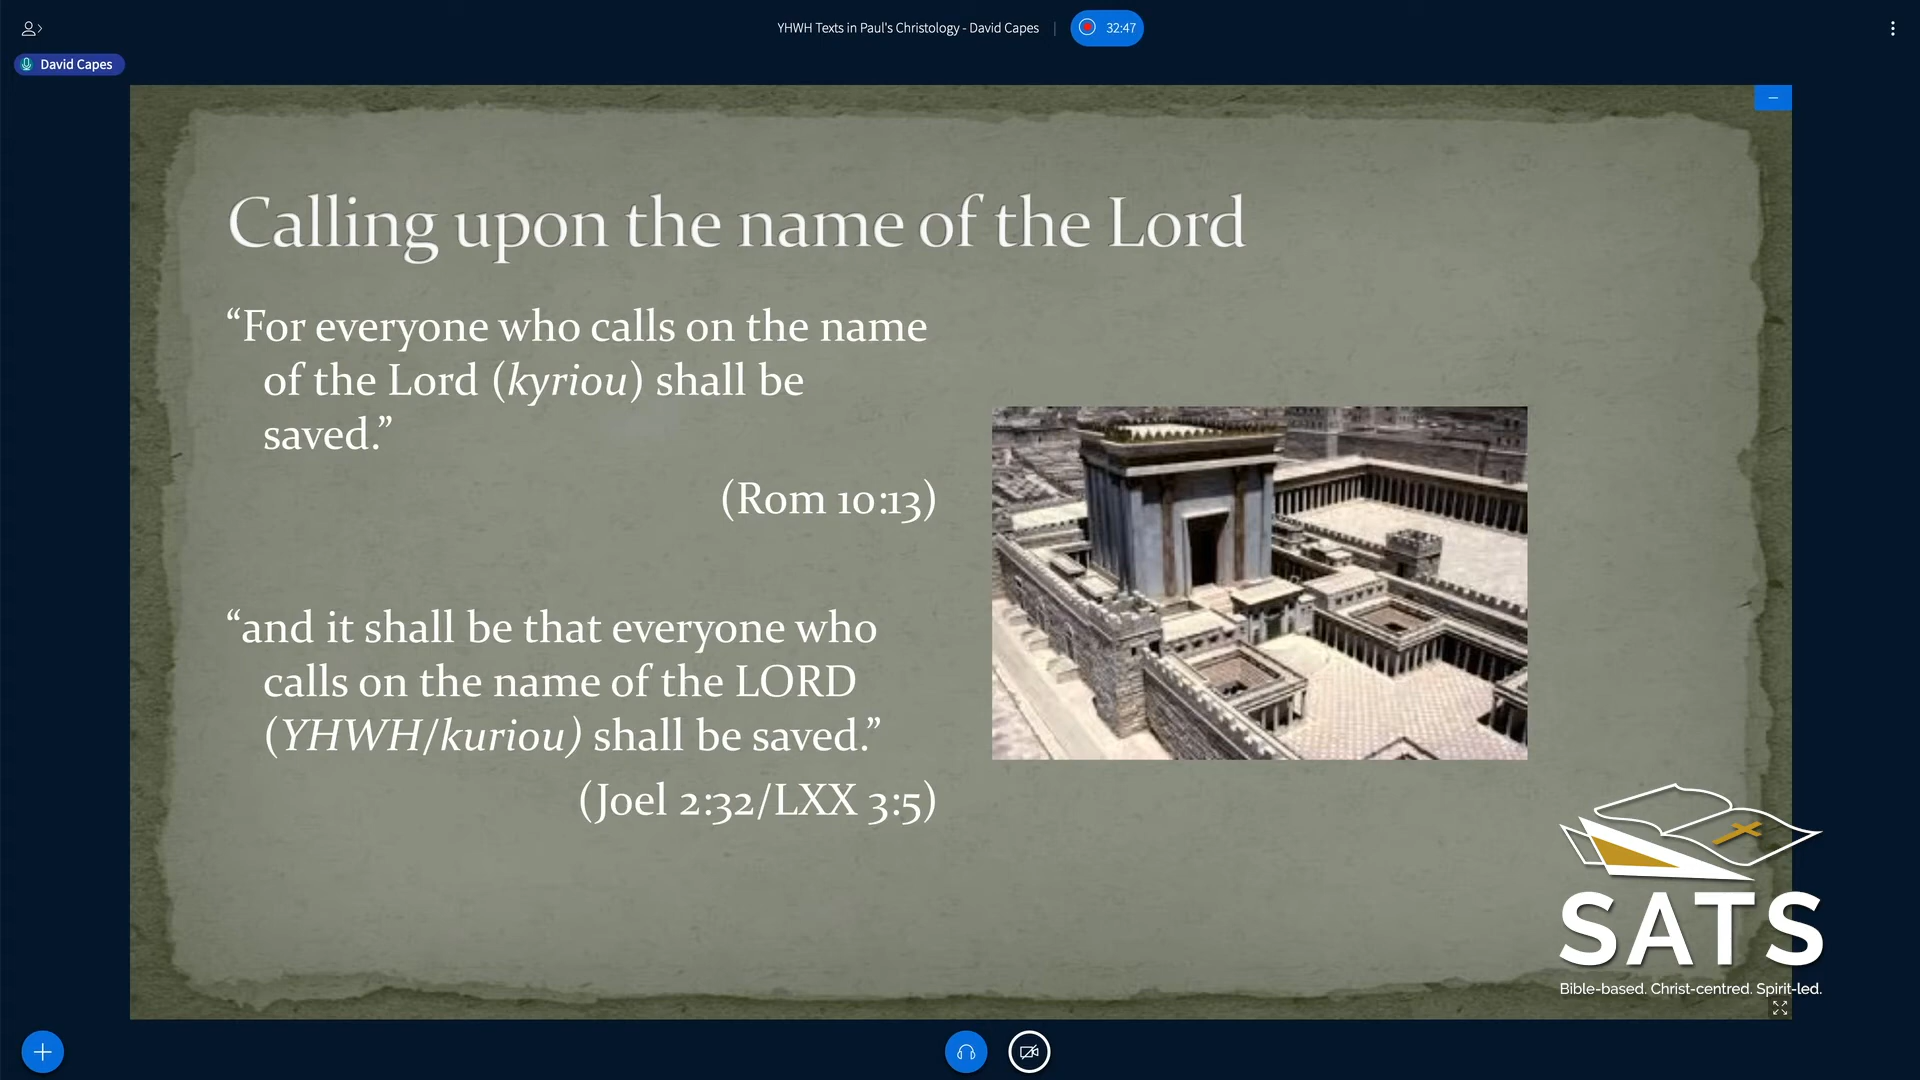 YHWH Texts in Paul's Christology - David Capes
32:47
David Capes
Calling upon the name of the Lord
“For everyone who calls on the name
of the Lord (kyriou) shall be
saved.”
(Rom 10:13)
“and it shall be that everyone who
calls on the name of the LORD
(YHWH/kuriou) shall be saved.”
(Joel 2:32/LXX 3:5)
SATS
Bible-based. Christ-centred. Spirit-led.